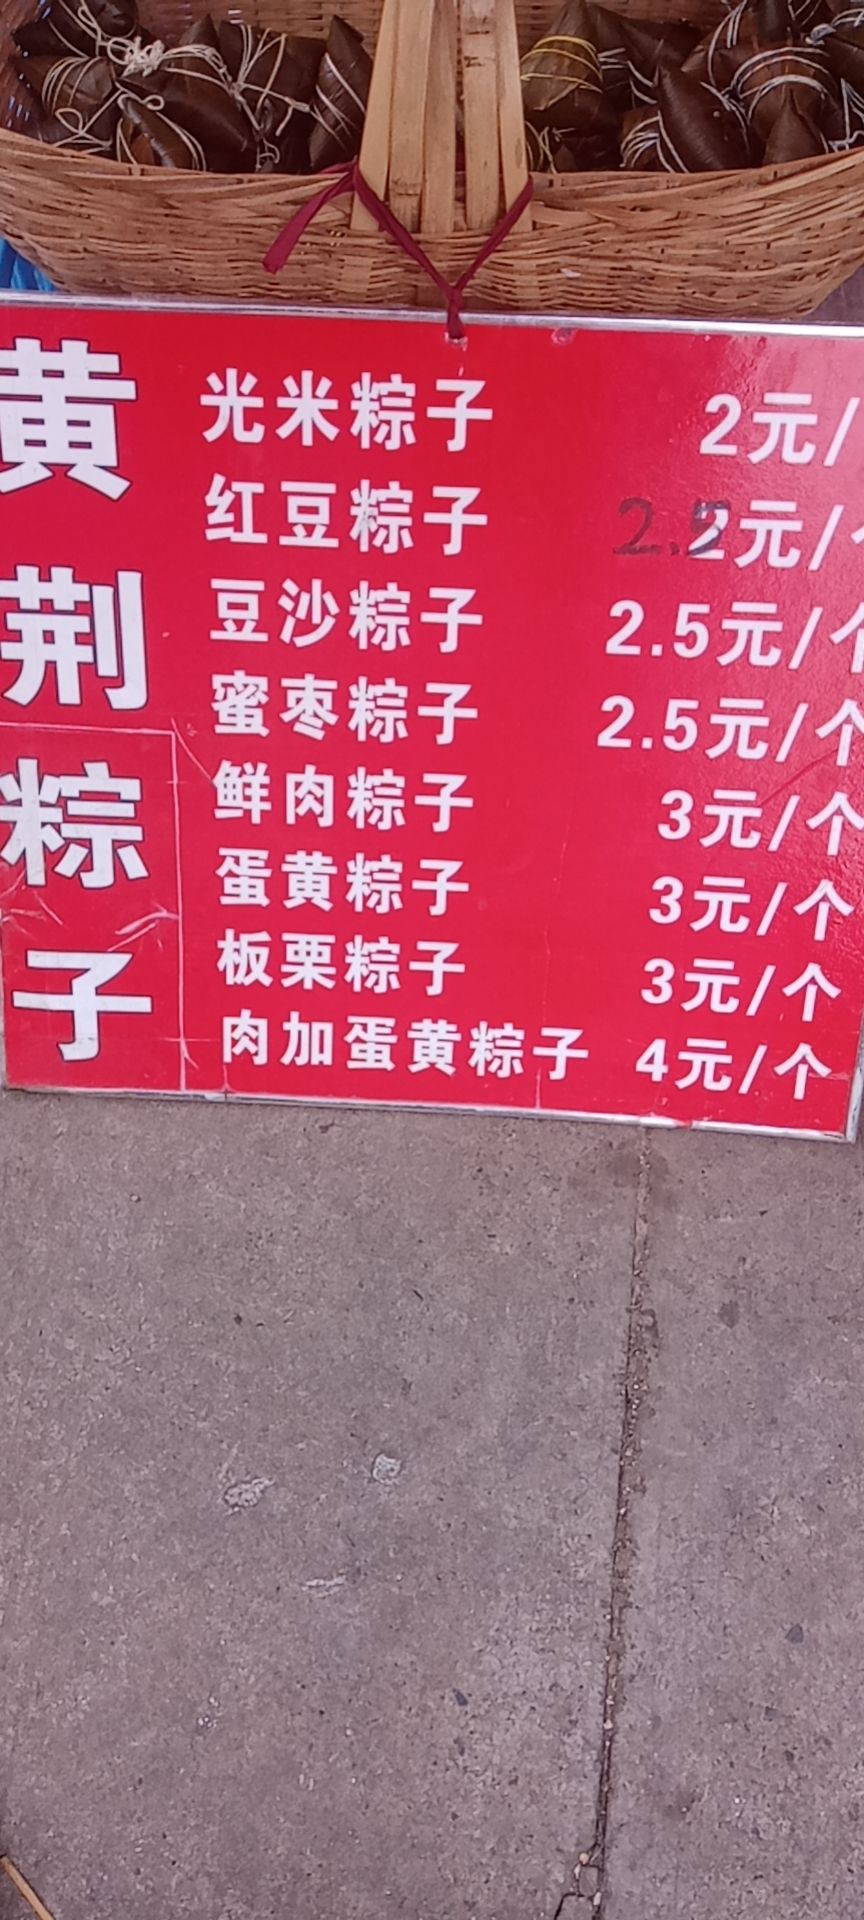 黄荆粽子
光米粽子 2元/
红豆粽子 2.5 2元/个
豆沙粽子 2.5元/个
蜜枣粽子 2.5元/个
鲜肉粽子 3元/个
蛋黄粽子 3元/个
板栗粽子 3元/个
肉加蛋黄粽子 4元/个